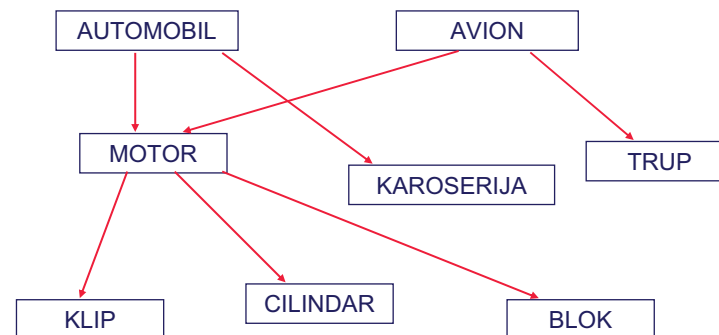 AUTOMOBIL
AVION
MOTOR
TRUP
KAROSERIJA
CILINDAR
KLIP
BLOK